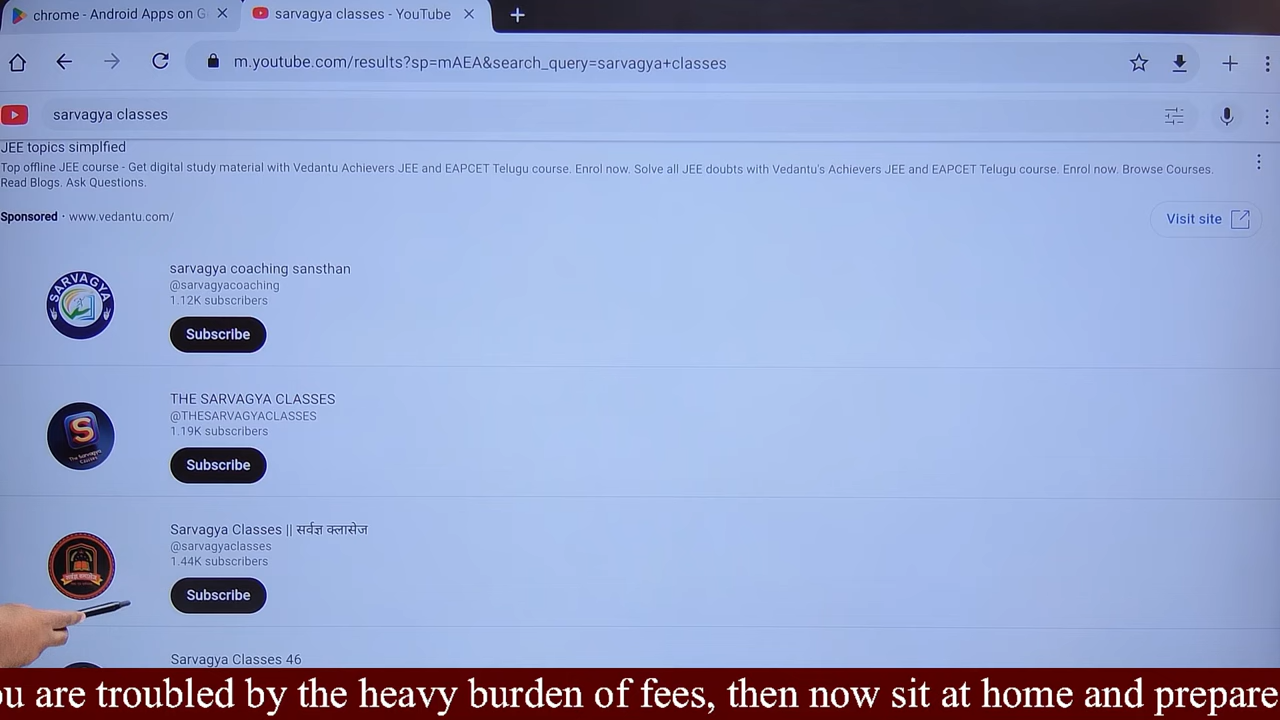 chrome - Android Apps on G
sarvagya classes - YouTube
m.youtube.com/results?sp=mAEA&search_query=sarvagya+classes
sarvagya classes
JEE topics simplfied
Top offline JEE course - Get digital study material with Vedantu Achievers JEE and EAPCET Telugu course. Enrol now. Solve all JEE doubts with Vedantu's Achievers JEE and EAPCET Telugu course. Enrol now. Browse Courses.
Read Blogs. Ask Questions.
Sponsored · www.vedantu.com/
Visit site
SARVAGYA
sarvagya coaching sansthan
@sarvagyacoaching
1.12K subscribers
Subscribe
S
The Sarvagya
Classes
THE SARVAGYA CLASSES
@THESARVAGYACLASSES
1.19K subscribers
Subscribe
Sarvagya Classes || सर्वज्ञ क्लासेज
@sarvagyaclasses
1.44K subscribers
Subscribe
Sarvagya Classes 46
ou are troubled by the heavy burden of fees, then now sit at home and prepare